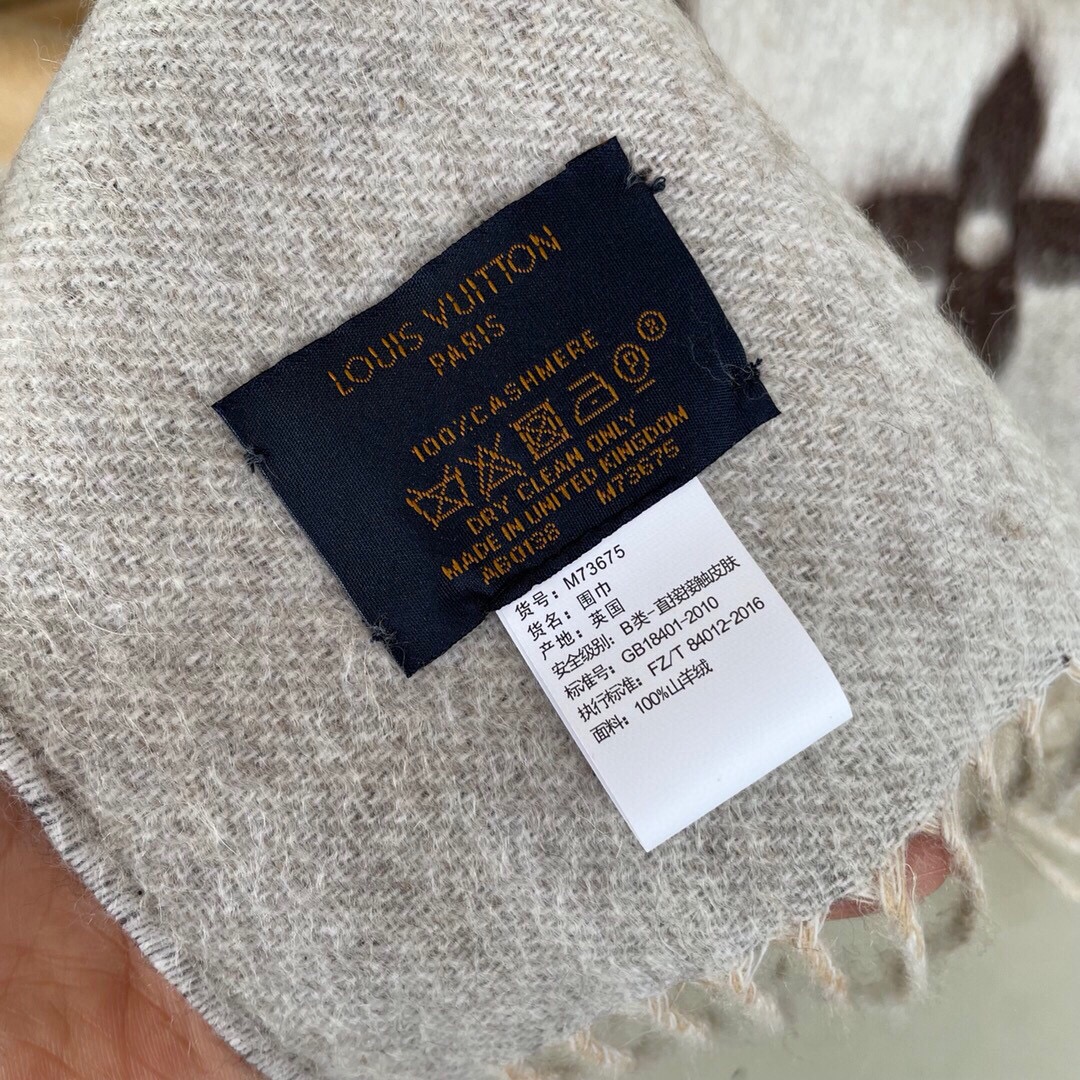 LOUIS VUITTON
PARIS
100%CASHMERE
P ®
DRY CLEAN ONLY
MADE IN UNITED KINGDOM
A60138 M73675
货号：M73675
货名：围巾
产地：英国
安全级别：B类-直接接触皮肤
标准号：GB18401-2010
执行标准：FZ/T 84012-2016
面料：100%山羊绒